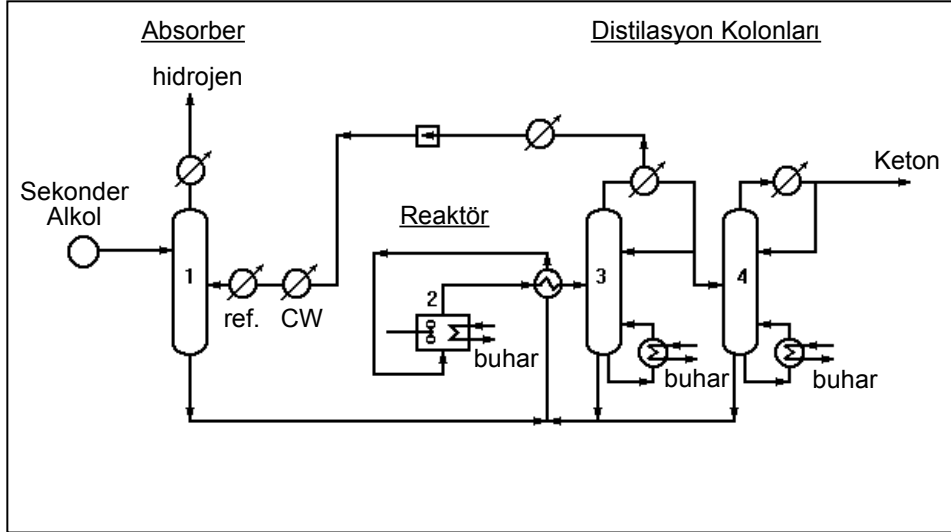 Absorber
Distilasyon Kolonları
hidrojen
Keton
Sekonder
Alkol
Reaktör
1
2
3
4
ref.
CW
buhar
buhar
buhar